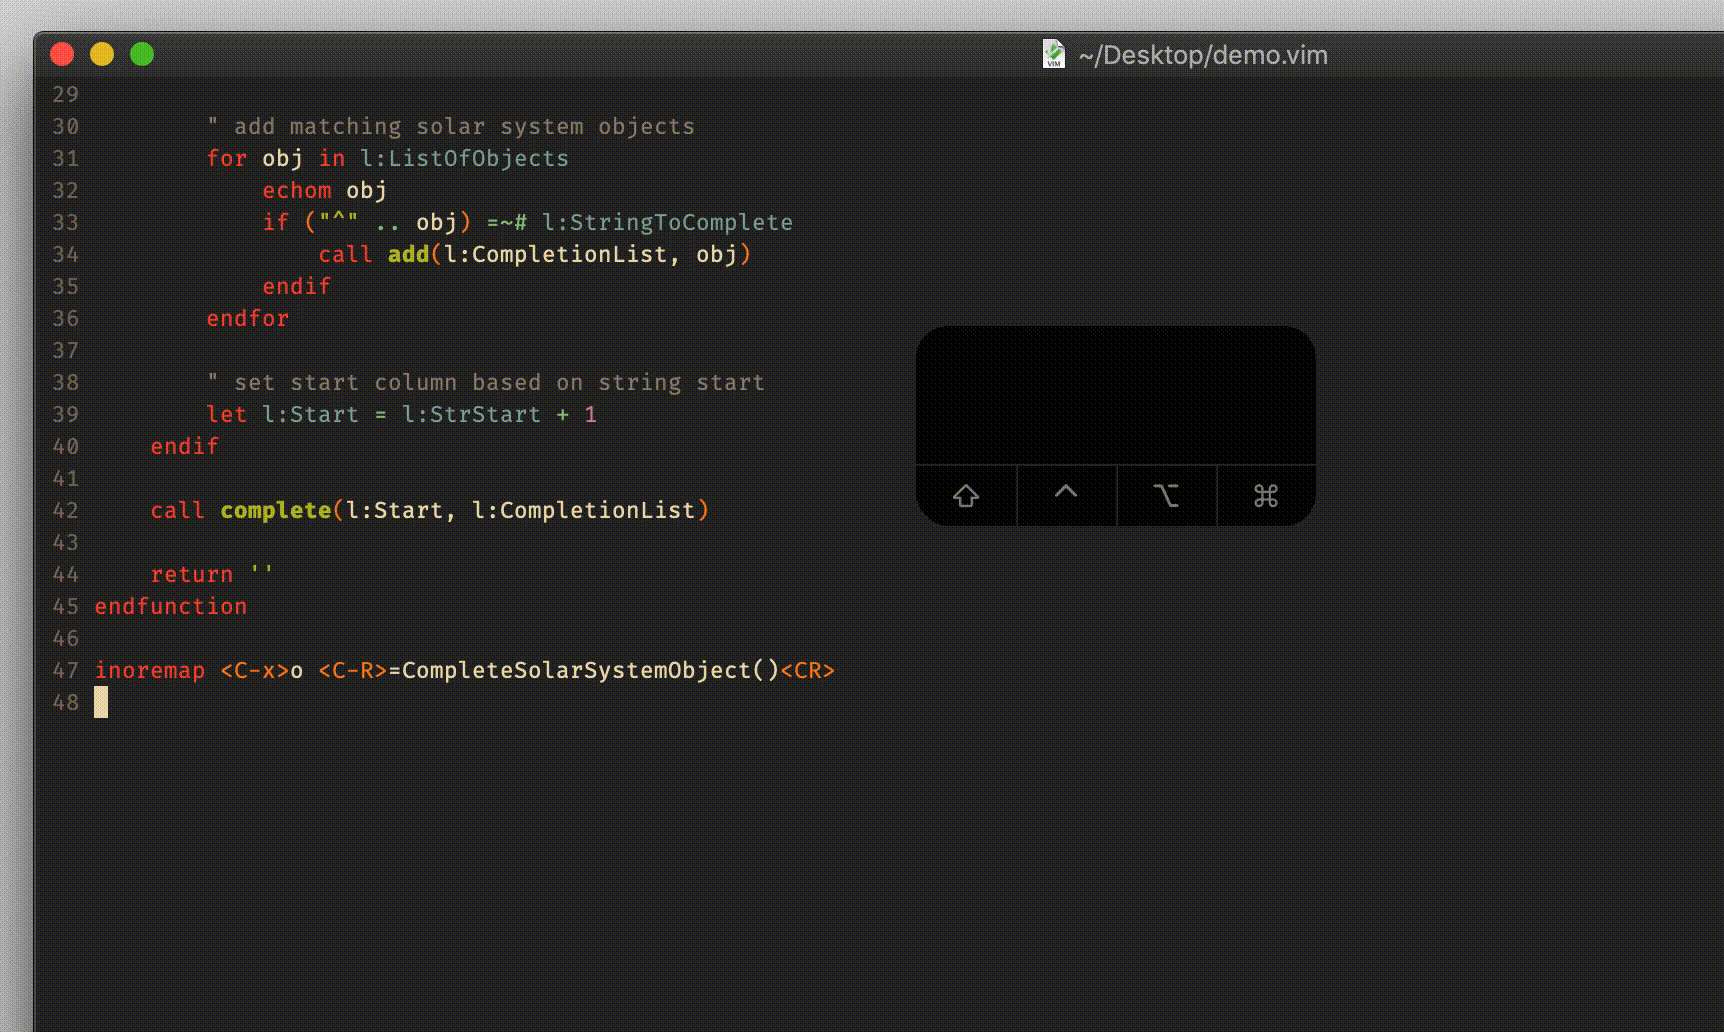 ~/Desktop/demo.vim
VIM
29
30 " add matching solar system objects
31 for obj in l:ListOfObjects
32 echom obj
33 if ("^" .. obj) =~# l:StringToComplete
34 call add(l:CompletionList, obj)
35 endif
36 endfor
37
38 " set start column based on string start
39 let l:Start = l:StrStart + 1
40 endif
41
42 call complete(l:Start, l:CompletionList)
43
44 return ''
45 endfunction
46
47 inoremap <C-x>o <C-R>=CompleteSolarSystemObject()<CR>
48
⇧ ^ ⌥ ⌘